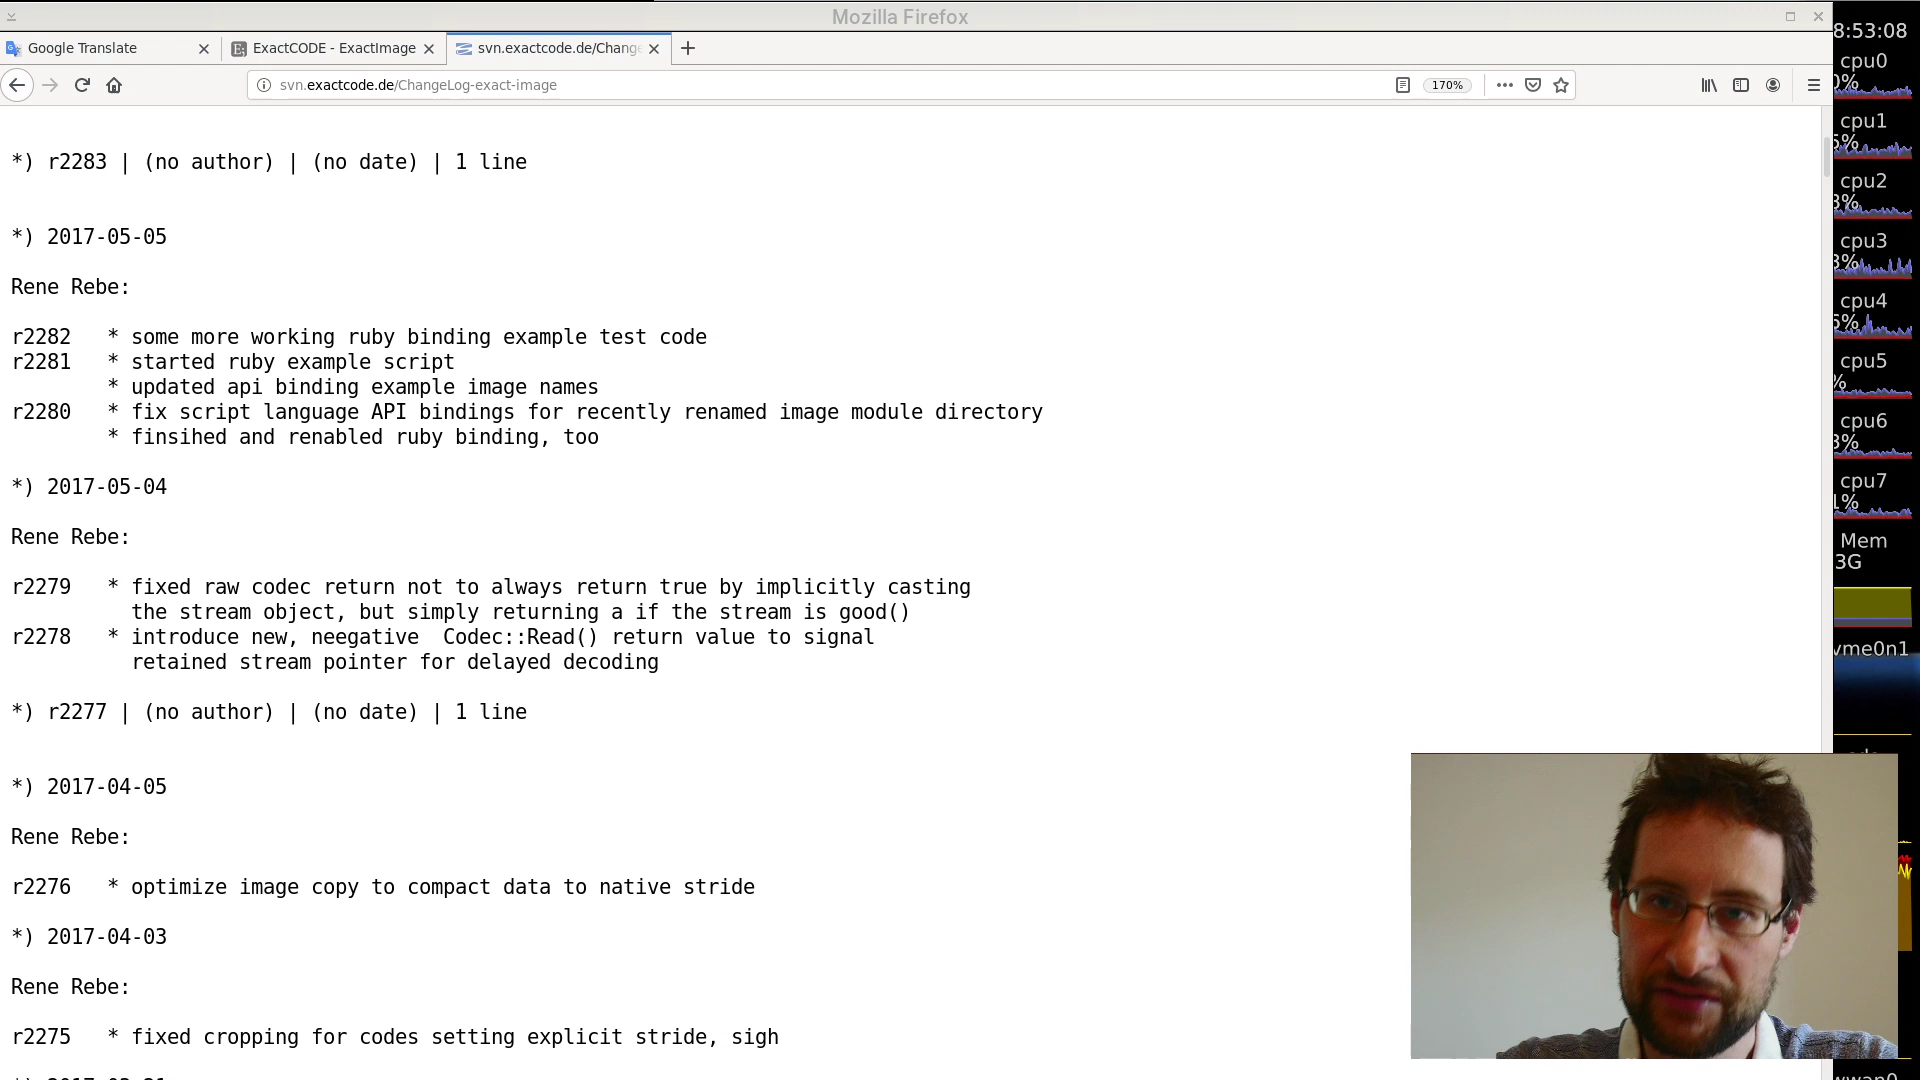 Mozilla Firefox
Google Translate
ExactCODE - ExactImage
svn.exactcode.de/Change
svn.exactcode.de/ChangeLog-exact-image
170%
*) r2283 | (no author) | (no date) | 1 line
*) 2017-05-05
Rene Rebe:
r2282   * some more working ruby binding example test code
r2281   * started ruby example script
        * updated api binding example image names
r2280   * fix script language API bindings for recently renamed image module directory
        * finsihed and renabled ruby binding, too
*) 2017-05-04
Rene Rebe:
r2279   * fixed raw codec return not to always return true by implicitly casting
          the stream object, but simply returning a if the stream is good()
r2278   * introduce new, neegative  Codec::Read() return value to signal
          retained stream pointer for delayed decoding
*) r2277 | (no author) | (no date) | 1 line
*) 2017-04-05
Rene Rebe:
r2276   * optimize image copy to compact data to native stride
*) 2017-04-03
Rene Rebe:
r2275   * fixed cropping for codes setting explicit stride, sigh
8:53:08
cpu0
0%
cpu1
5%
cpu2
3%
cpu3
3%
cpu4
5%
cpu5
%
cpu6
3%
cpu7
1%
Mem
3G
vme0n1